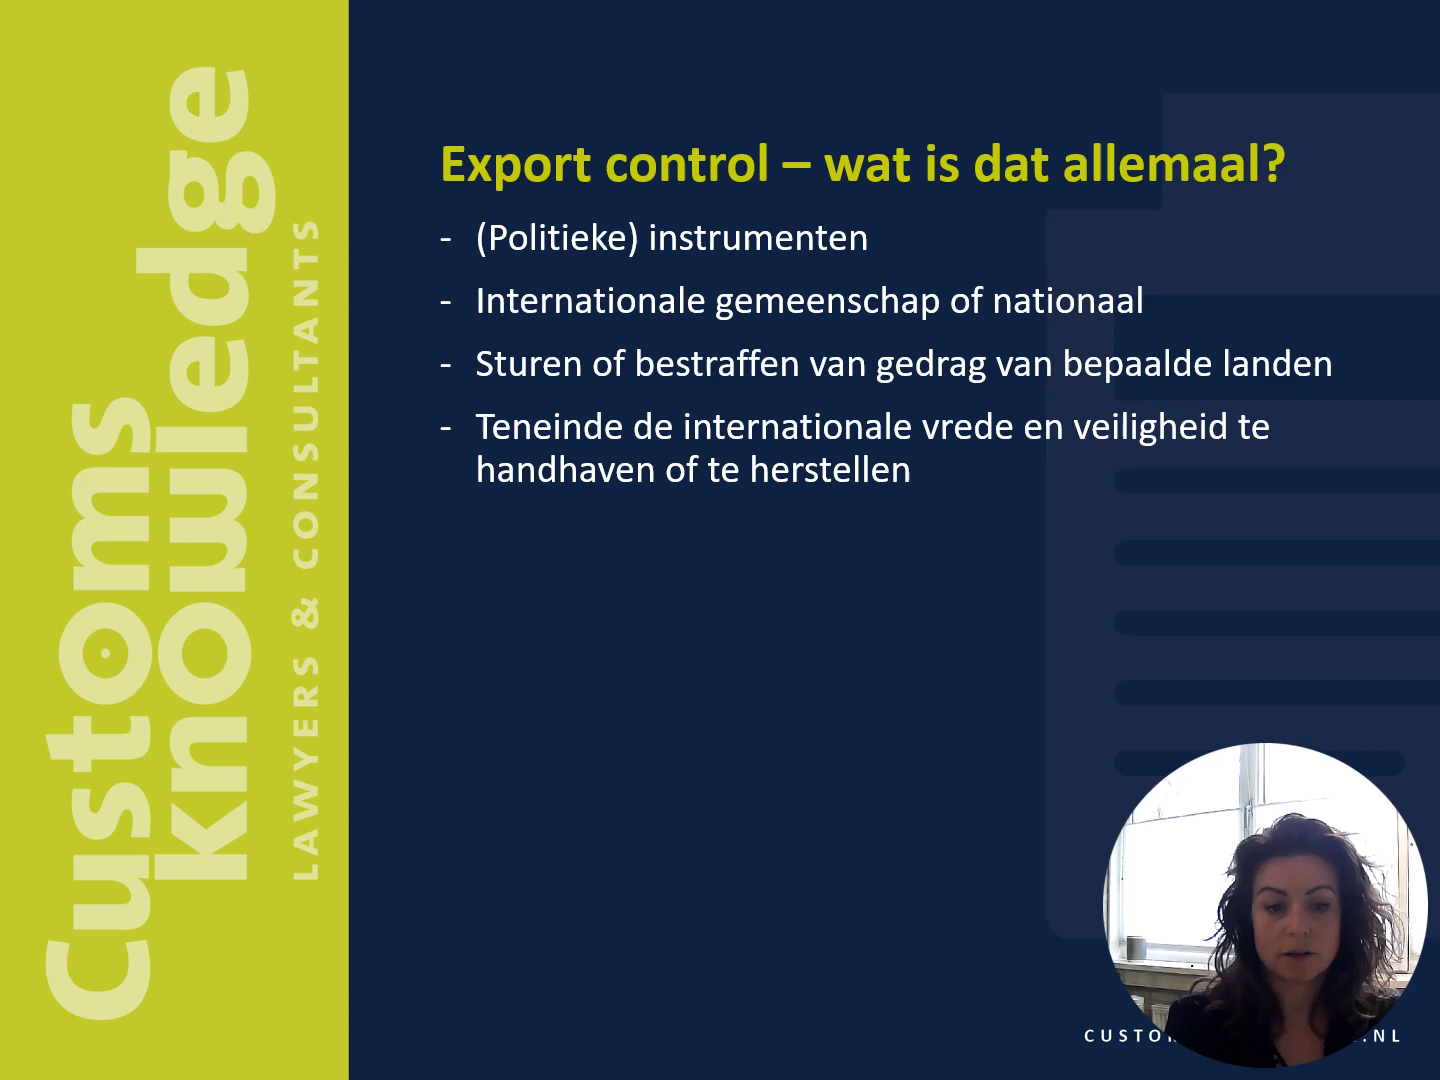 Customs
knowledge
LAWYERS & CONSULTANTS
Export control – wat is dat allemaal?
- (Politieke) instrumenten
- Internationale gemeenschap of nationaal
- Sturen of bestraffen van gedrag van bepaalde landen
- Teneinde de internationale vrede en veiligheid te
handhaven of te herstellen